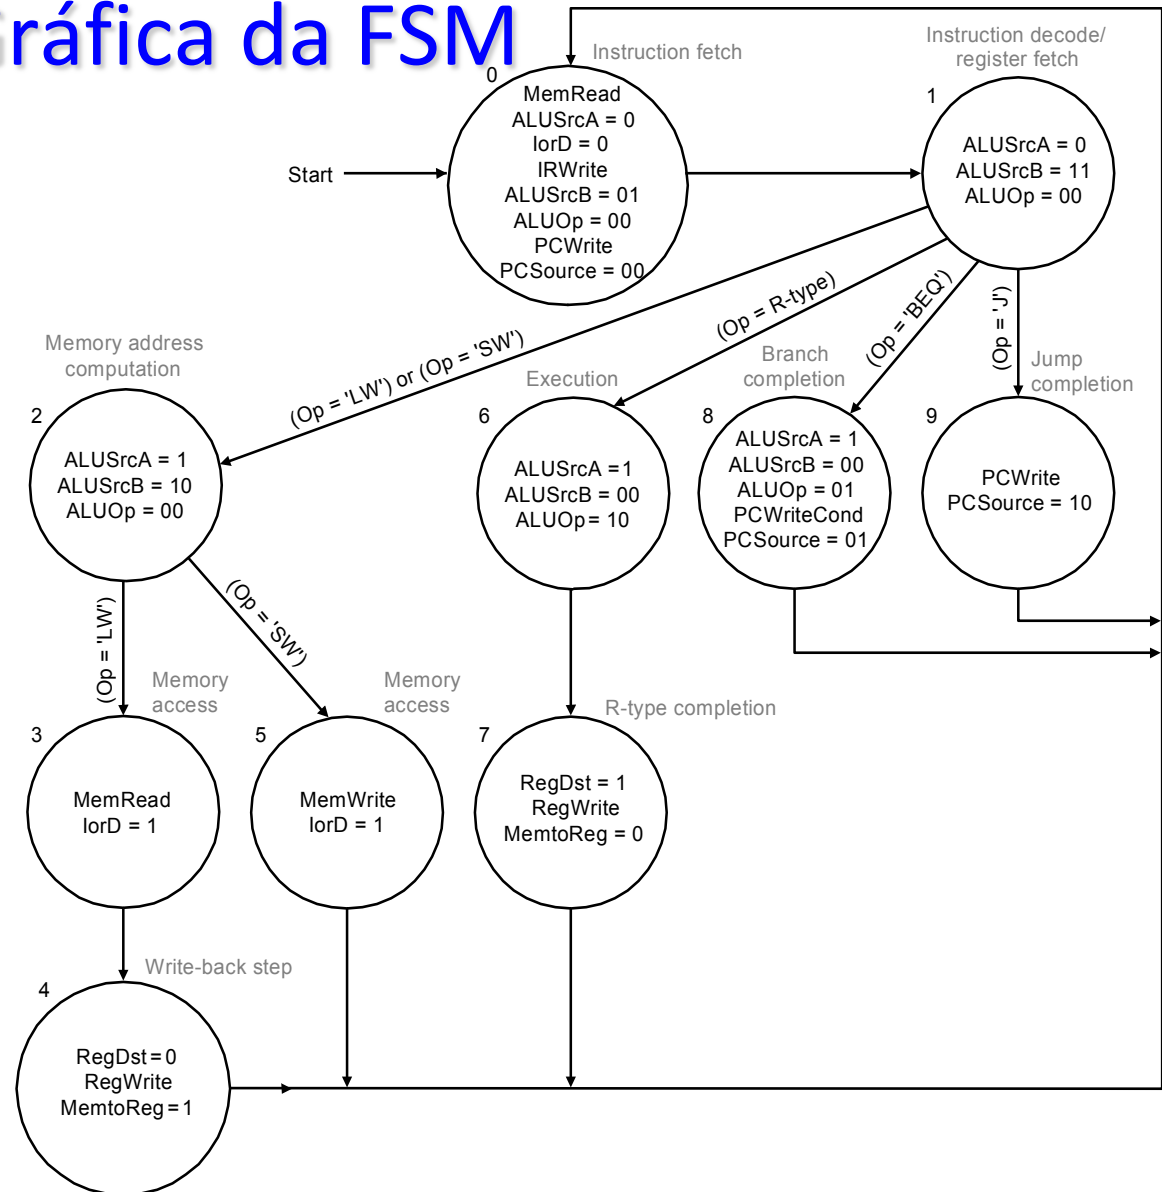 Gráfica da FSM
Instruction fetch
0
MemRead
ALUSrcA = 0
IorD = 0
IRWrite
ALUSrcB = 01
ALUOp = 00
PCWrite
PCSource = 00
Start
Instruction decode/
register fetch
1
ALUSrcA = 0
ALUSrcB = 11
ALUOp = 00
(Op = 'LW') or (Op = 'SW')
(Op = R-type)
(Op = 'BEQ')
(Op = 'J')
Memory address
computation
2
ALUSrcA = 1
ALUSrcB = 10
ALUOp = 00
Execution
6
ALUSrcA =1
ALUSrcB = 00
ALUOp= 10
Branch
completion
8
ALUSrcA = 1
ALUSrcB = 00
ALUOp = 01
PCWriteCond
PCSource = 01
Jump
completion
9
PCWrite
PCSource = 10
(Op = 'LW')
(Op = 'SW')
Memory
access
3
MemRead
IorD = 1
Memory
access
5
MemWrite
IorD = 1
R-type completion
7
RegDst = 1
RegWrite
MemtoReg = 0
Write-back step
4
RegDst=0
RegWrite
MemtoReg=1